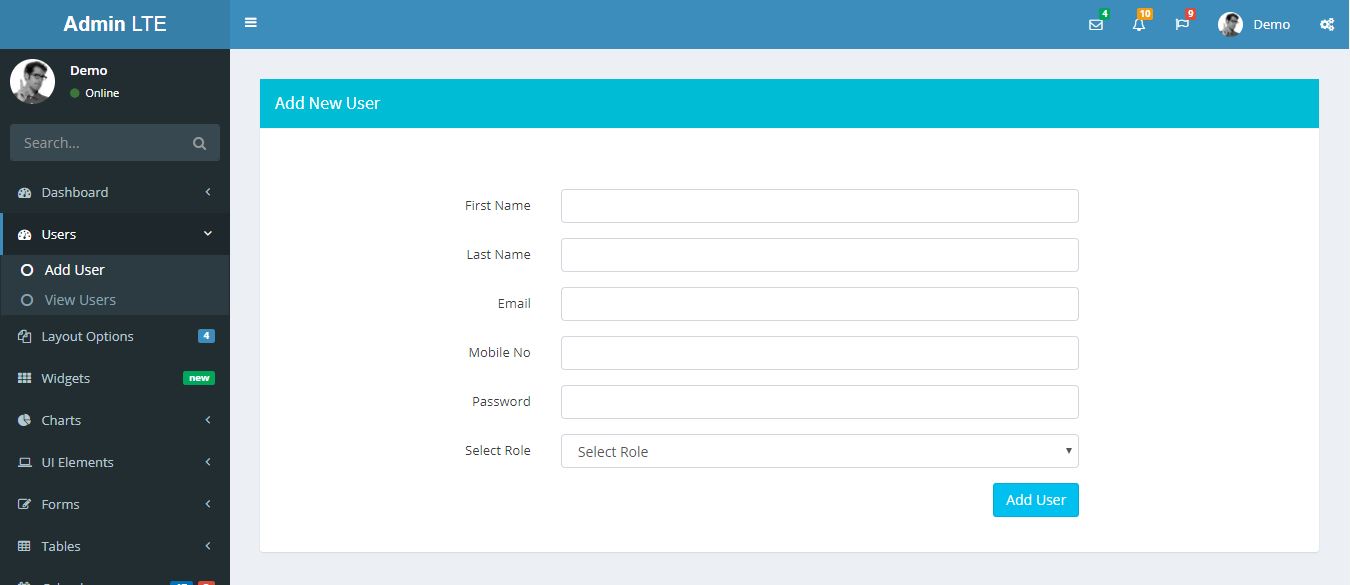 Admin LTE
4
10
9
Demo
Demo
Online
Search...
Dashboard
Users
Add User
View Users
Layout Options 4
Widgets new
Charts
UI Elements
Forms
Tables
Add New User
First Name
Last Name
Email
Mobile No
Password
Select Role Select Role
Add User